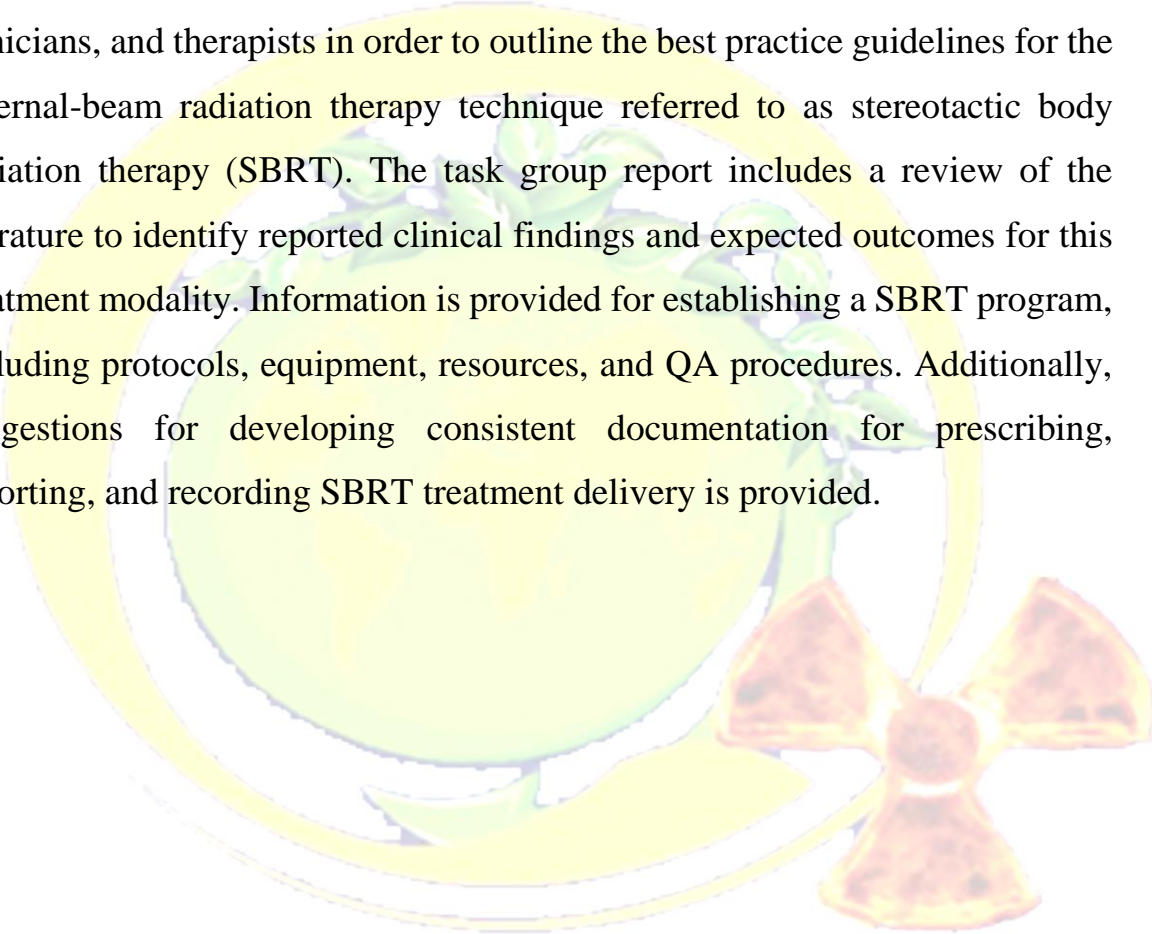 nicians, and therapists in order to outline the best practice guidelines for the
ernal-beam radiation therapy technique referred to as stereotactic body
iation therapy (SBRT). The task group report includes a review of the
rature to identify reported clinical findings and expected outcomes for this
atment modality. Information is provided for establishing a SBRT program,
luding protocols, equipment, resources, and QA procedures. Additionally,
gestions for developing consistent documentation for prescribing,
orting, and recording SBRT treatment delivery is provided.